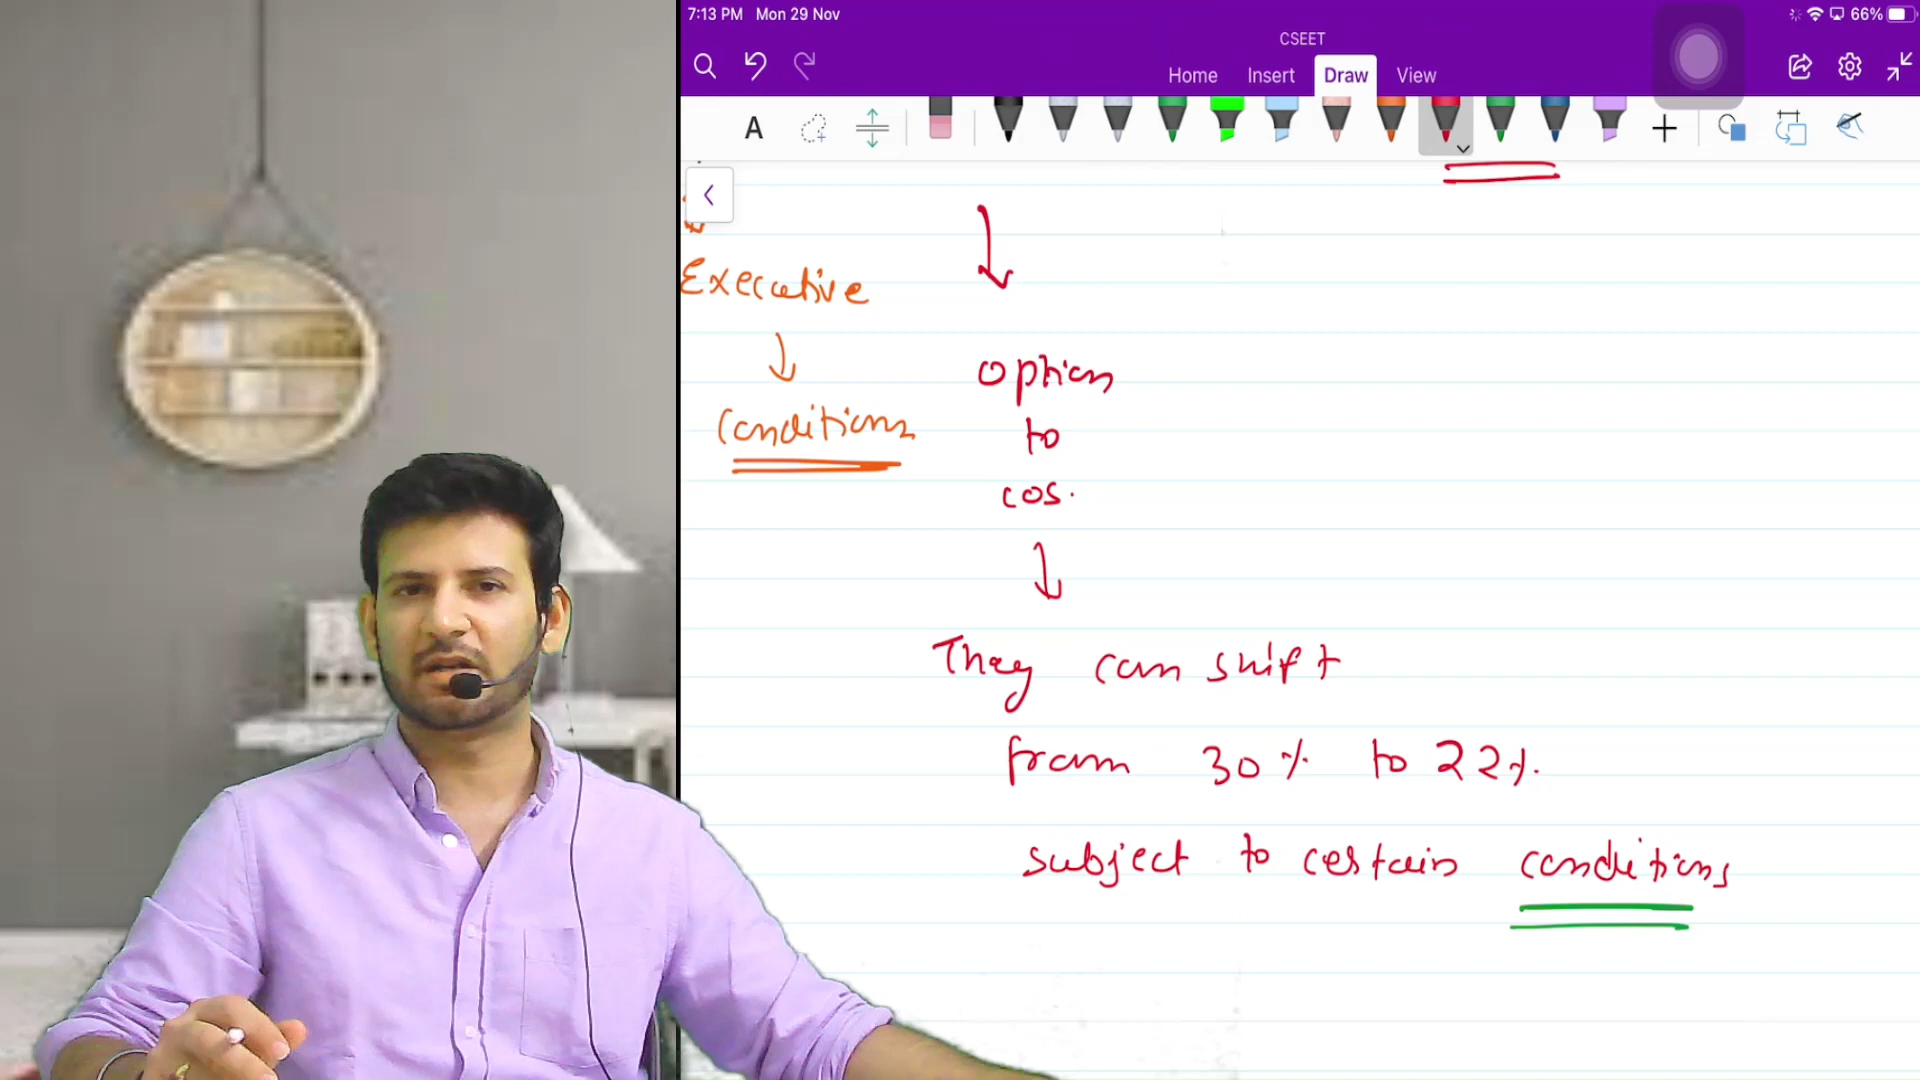 7:13 PM Mon 29 Nov
66%
CSEET
Home Insert Draw View
A
Executive
Conditions
option
to
cos.
They can shift
from 30% to 22%.
subject to certain conditions